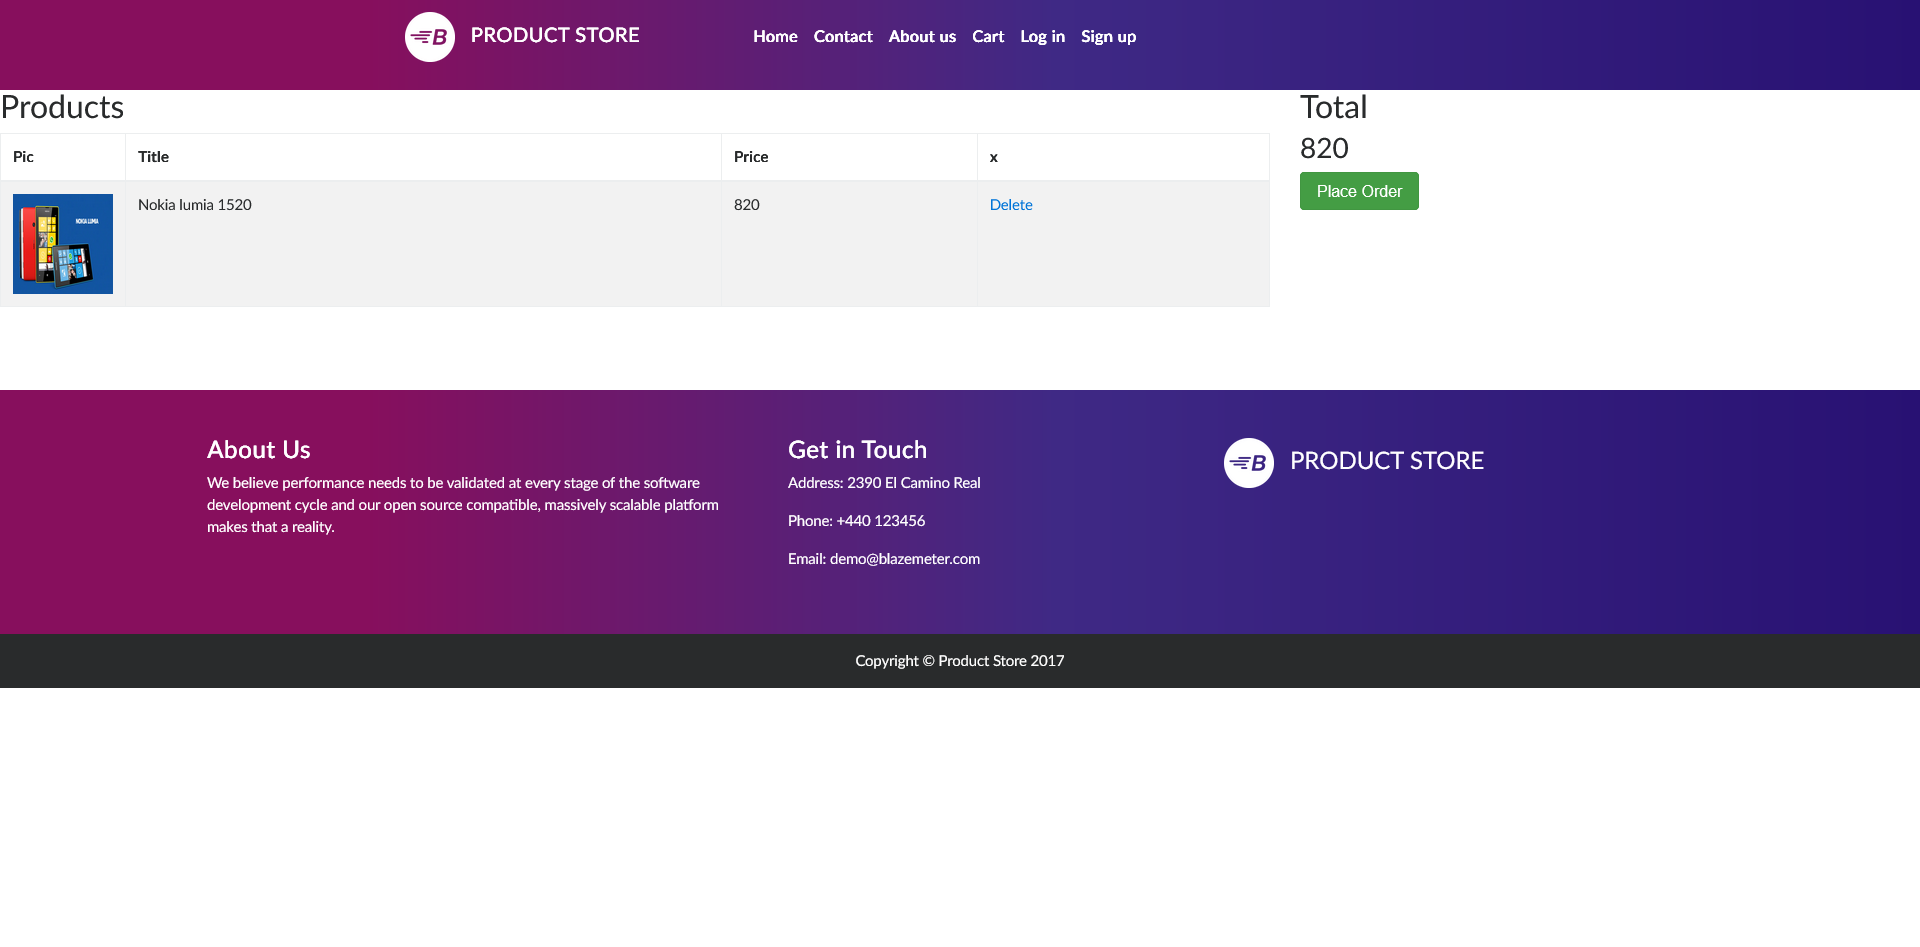 B PRODUCT STORE
Home Contact About us Cart Log in Sign up
Products
Pic Title Price x
NOKIA LUMIA
Nokia lumia 1520 820 Delete
Total
820
Place Order
About Us
We believe performance needs to be validated at every stage of the software
development cycle and our open source compatible, massively scalable platform
makes that a reality.
Get in Touch
Address: 2390 El Camino Real
Phone: +440 123456
Email: demo@blazemeter.com
B PRODUCT STORE
Copyright © Product Store 2017